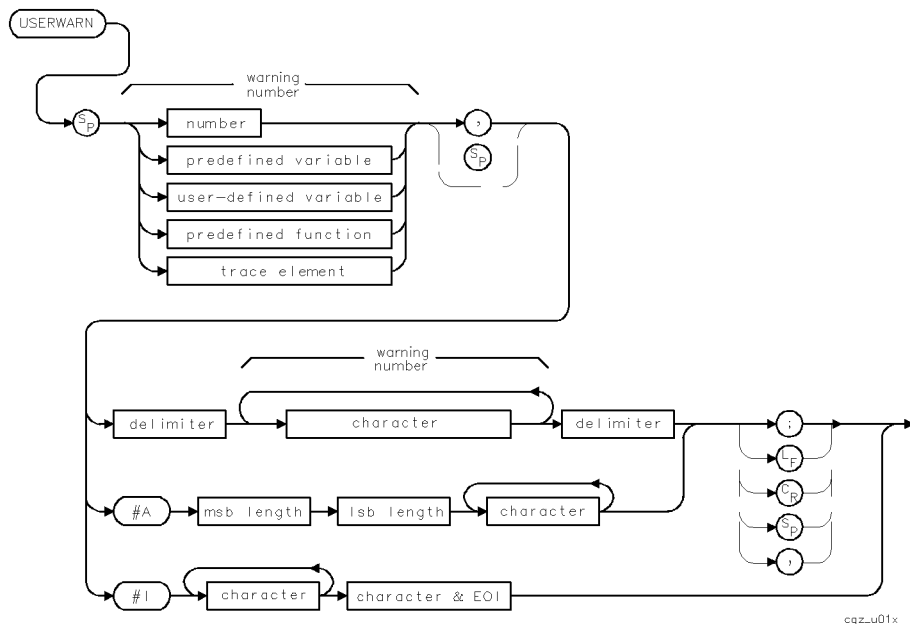 USERWARN
warning
number
SP number , SP
predefined variable
user-defined variable
predefined function
trace element
warning
number
delimiter character delimiter ;
LF
#A msb length lsb length character CR
SP
,
#I character character & EOI
cgz_u01x